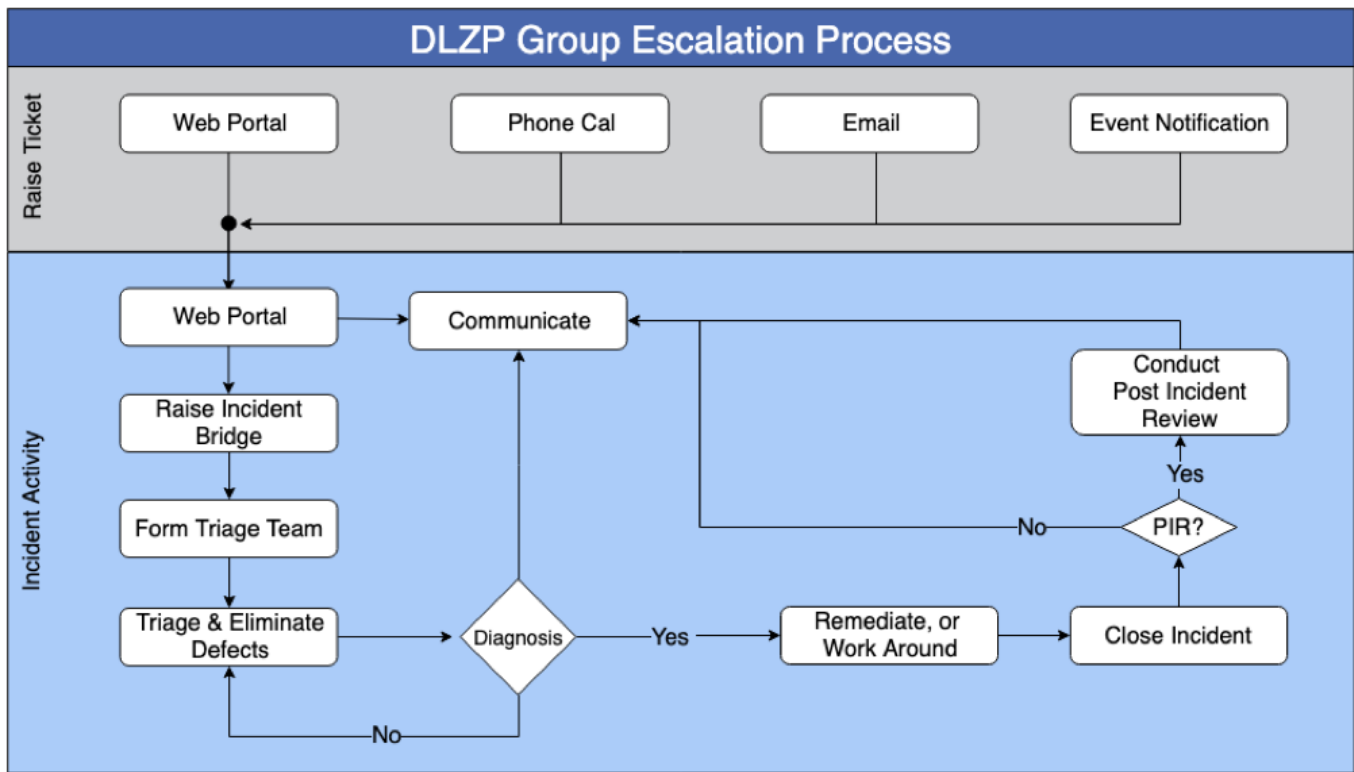 DLZP Group Escalation Process
Raise Ticket
Web Portal
Phone Cal
Email
Event Notification
Incident Activity
Web Portal
Communicate
Conduct
Post Incident
Review
Raise Incident
Bridge
Yes
Form Triage Team
No
PIR?
Triage & Eliminate
Defects
Diagnosis
Yes
Remediate, or
Work Around
Close Incident
No